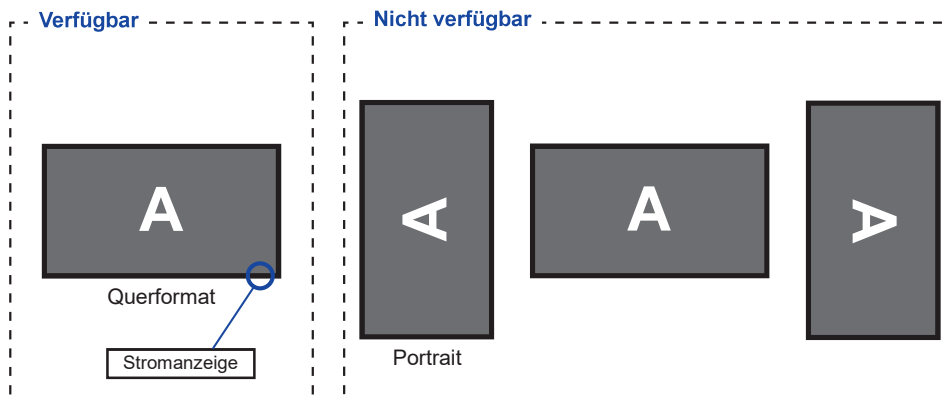 Verfügbar
Nicht verfügbar
A
A
A
A
Querformat
Stromanzeige
Portrait